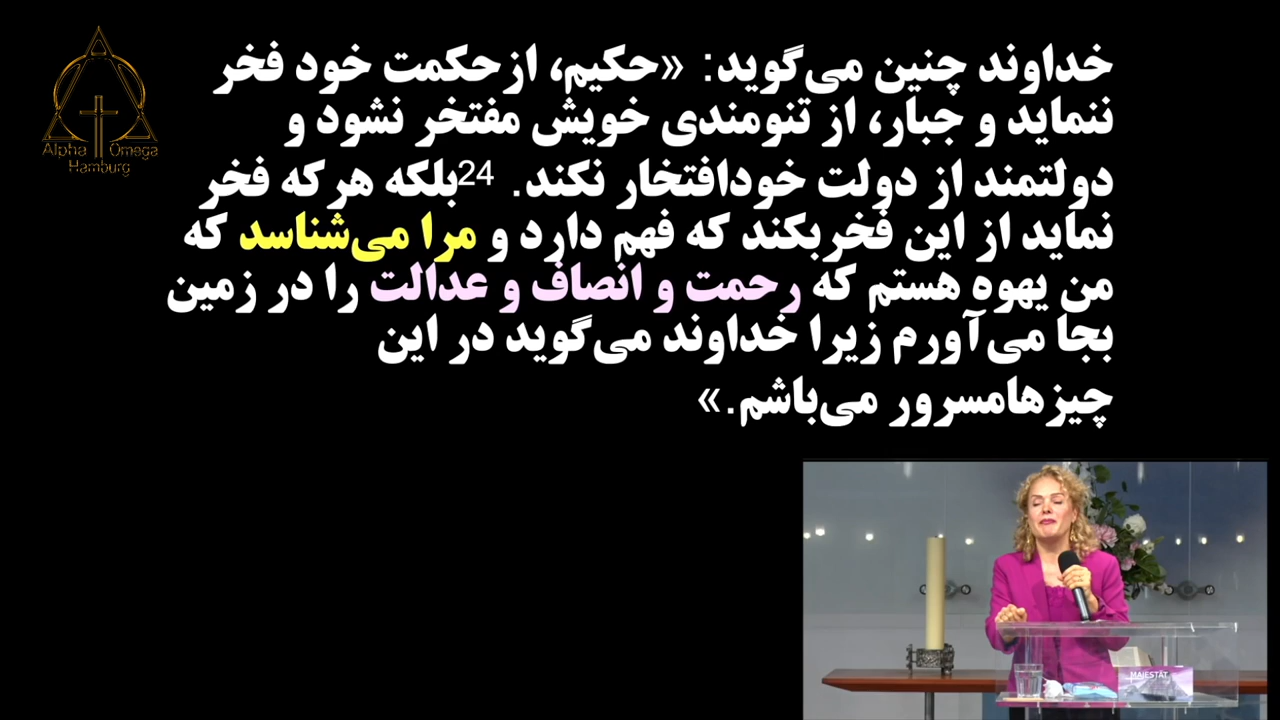 Alpha Omega
Hamburg
خداوند چنین می‌گوید: «حکیم، ازحکمت خود فخر
ننماید و جبار، از تنومندی خویش مفتخر نشود و
دولتمند از دولت خودافتخار نکند. 24بلکه هرکه فخر
نماید از این فخربکند که فهم دارد و مرا می‌شناسد که
من یهوه هستم که رحمت و انصاف و عدالت را در زمین
بجا می‌آورم زیرا خداوند می‌گوید در این
چیزهامسرور می‌باشم.»
MAJESTÄT